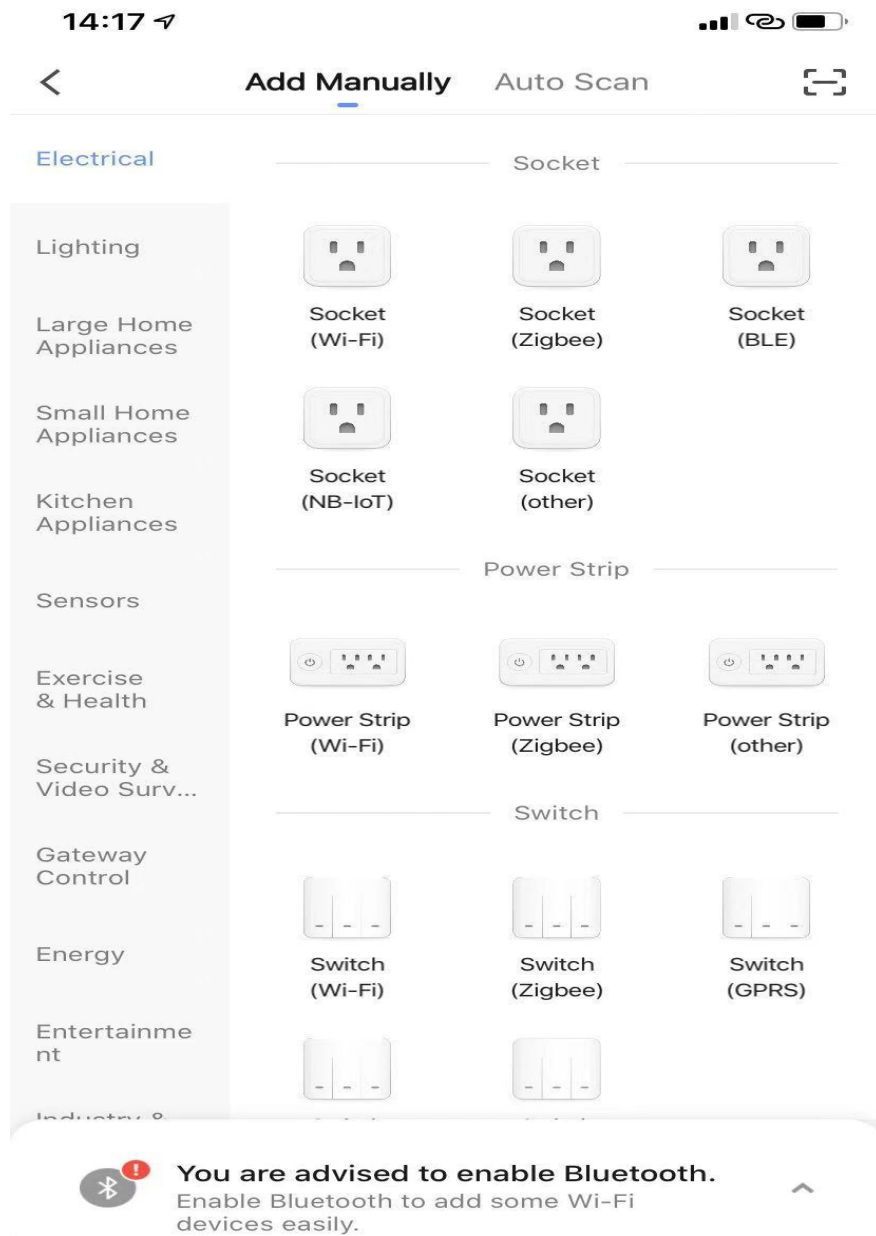 14:17
Add Manually
Auto Scan
Electrical
Lighting
Large Home
Appliances
Small Home
Appliances
Kitchen
Appliances
Sensors
Exercise
& Health
Security &
Video Surv...
Gateway
Control
Energy
Entertainme
nt
Industry &
Socket
Socket
(Wi-Fi)
Socket
(Zigbee)
Socket
(BLE)
Socket
(NB-IoT)
Socket
(other)
Power Strip
Power Strip
(Wi-Fi)
Power Strip
(Zigbee)
Power Strip
(other)
Switch
Switch
(Wi-Fi)
Switch
(Zigbee)
Switch
(GPRS)
You are advised to enable Bluetooth.
Enable Bluetooth to add some Wi-Fi
devices easily.